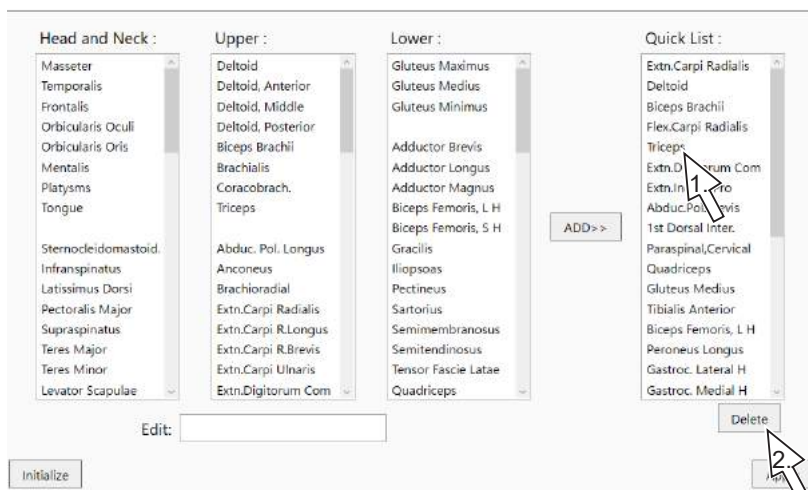 Head and Neck :
Masseter
Temporalis
Frontalis
Orbicularis Oculi
Orbicularis Oris
Mentalis
Platysms
Tongue
Sternocleidomastoid.
Infranspinatus
Latissimus Dorsi
Pectoralis Major
Supraspinatus
Teres Major
Teres Minor
Levator Scapulae
Upper :
Deltoid
Deltoid, Anterior
Deltoid, Middle
Deltoid, Posterior
Biceps Brachii
Brachialis
Coracobrach.
Triceps
Abduc. Pol. Longus
Anconeus
Brachioradial
Extn.Carpi Radialis
Extn.Carpi R.Longus
Extn.Carpi R.Brevis
Extn.Carpi Ulnaris
Extn.Digitorum Com
Lower :
Gluteus Maximus
Gluteus Medius
Gluteus Minimus
Adductor Brevis
Adductor Longus
Adductor Magnus
Biceps Femoris, L H
Biceps Femoris, S H
Gracilis
Iliopsoas
Pectineus
Sartorius
Semimembranosus
Semitendinosus
Tensor Fascie Latae
Quadriceps
ADD>>
Quick List :
Extn.Carpi Radialis
Deltoid
Biceps Brachii
Flex.Carpi Radialis
Triceps
1.
1st Dorsal Inter.
Paraspinal,Cervical
Quadriceps
Gluteus Medius
Tibialis Anterior
Biceps Femoris, L H
Peroneus Longus
Gastroc. Lateral H
Gastroc. Medial H
Delete
2.
Edit:
Initialize